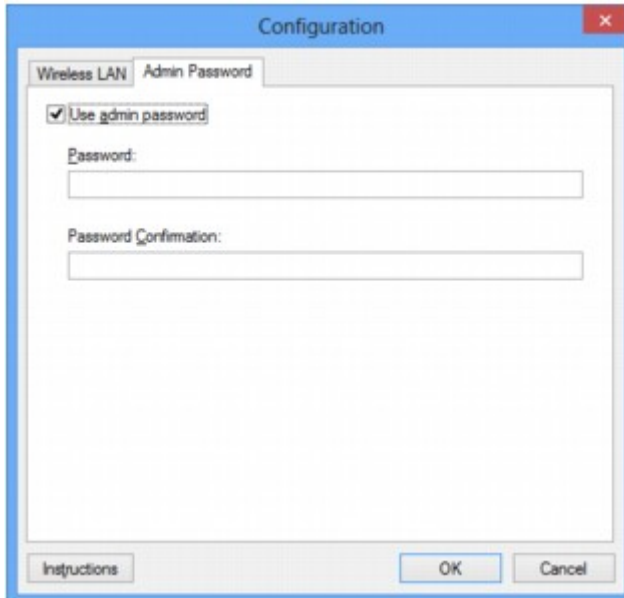 Configuration
Wireless LAN Admin Password
Use admin password
Password:
Password Confirmation:
Instructions OK Cancel